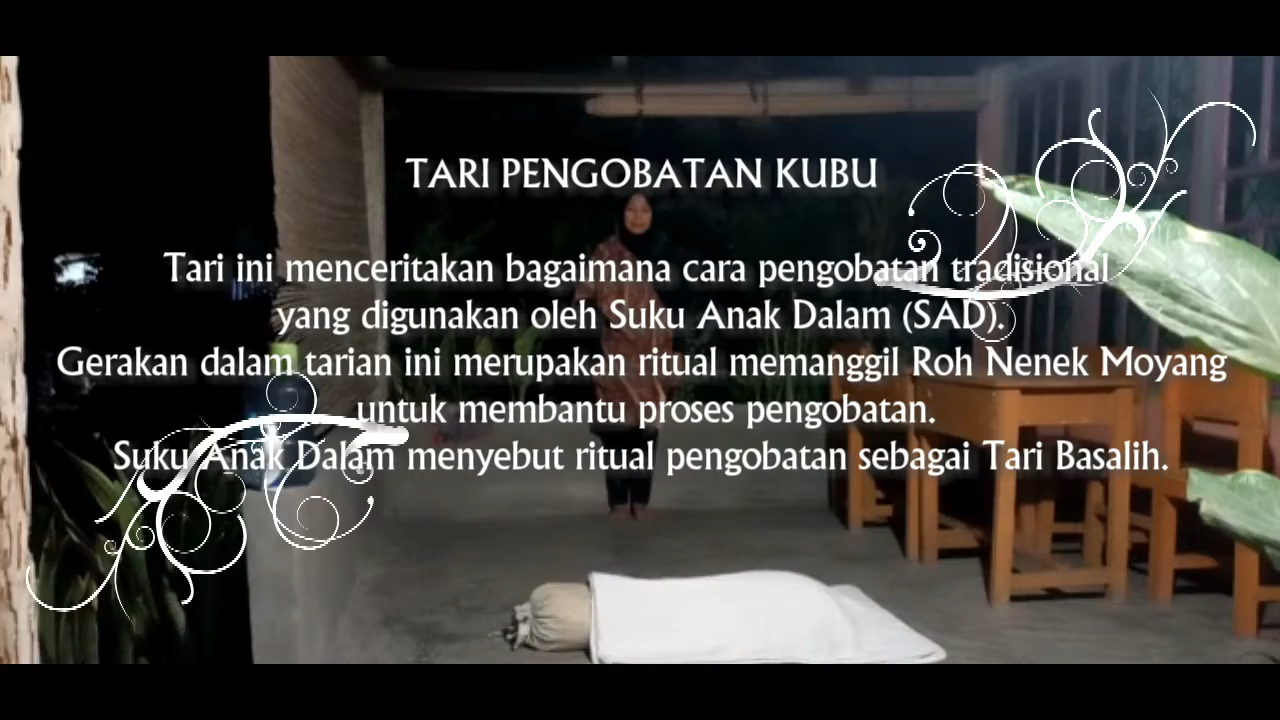 TARI PENGOBATAN KUBU
Tari ini menceritakan bagaimana cara pengobatan tradisional
yang digunakan oleh Suku Anak Dalam (SAD).
Gerakan dalam tarian ini merupakan ritual memanggil Roh Nenek Moyang
untuk membantu proses pengobatan.
Suku Anak Dalam menyebut ritual pengobatan sebagai Tari Basalih.